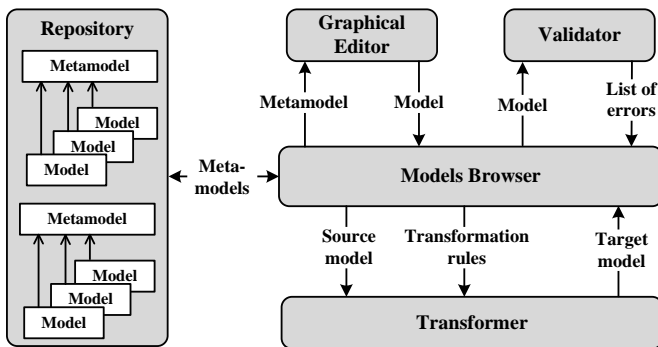 Repository
Metamodel
Model
Model
Model
Metamodel
Model
Model
Model
Meta-
models
Graphical
Editor
Validator
Metamodel
Model
Model
List of
errors
Models Browser
Source
model
Transformation
rules
Target
model
Transformer